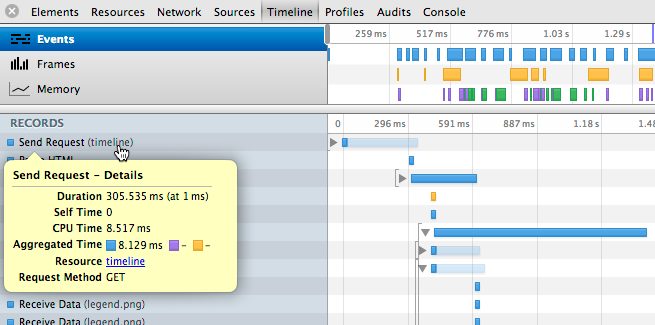 Elements Resources Network Sources Timeline Profiles Audits Console
Events
259 ms 517 ms 776 ms 1.03 s 1.29 s
Frames
Memory
RECORDS
0 296 ms 591 ms 887 ms 1.18 s 1.48
Send Request (timeline)
HTML
Send Request – Details
Duration 305.535 ms (at 1 ms)
Self Time 0
CPU Time 8.517 ms
Aggregated Time 8.129 ms – –
Resource timeline
Request Method GET
Receive Data (legend.png)
Receive Data (legend.png)